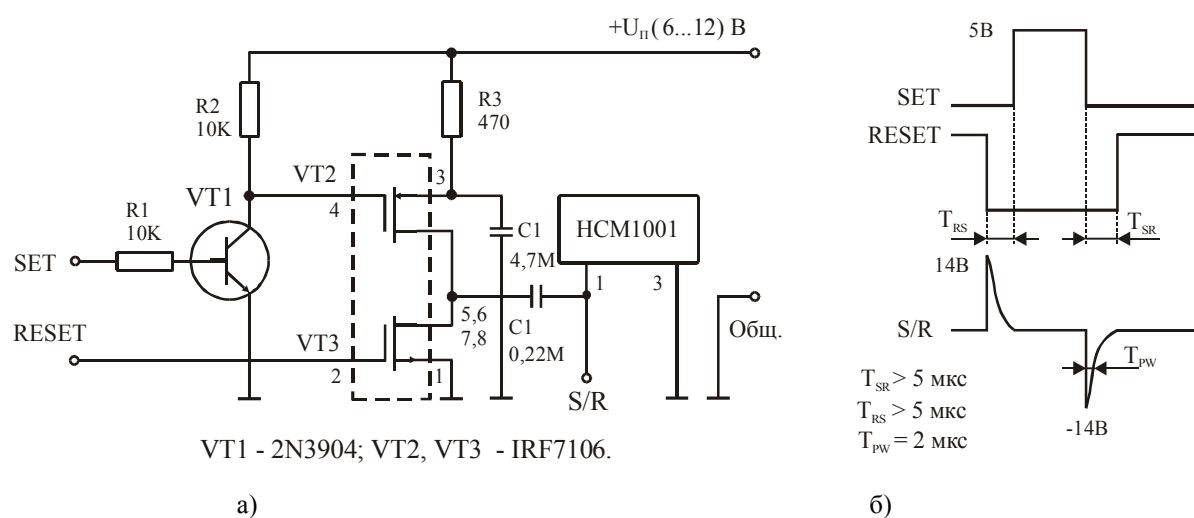 +Uп(6...12) В
R2
10K
R3
470
VT2
3
VT1
4
R1
10K
C1
4,7M
HCM1001
SET
1
3
5,6
7,8
C1
0,22M
Общ.
RESET
VT3
2
1
S/R
VT1 - 2N3904; VT2, VT3 - IRF7106.
а)
5В
SET
RESET
TRS
TSR
14В
S/R
TPW
TSR > 5 мкс
TRS > 5 мкс
TPW = 2 мкс
-14В
б)